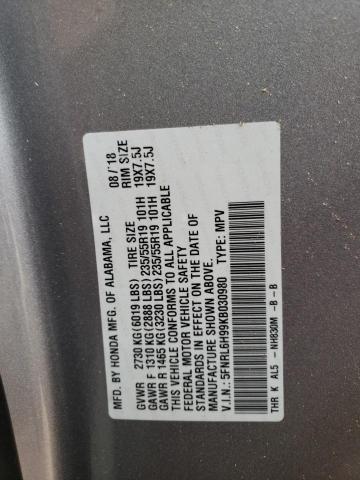 MFD. BY HONDA MFG. OF ALABAMA, LLC 08/'18
TIRE SIZE RIM SIZE
GVWR 2730 KG(6019 LBS)
GAWR F 1310 KG(2888 LBS) 235/55R19 101H 19X7.5J
GAWR R 1465 KG(3230 LBS) 235/55R19 101H 19X7.5J
THIS VEHICLE CONFORMS TO ALL APPLICABLE
FEDERAL MOTOR VEHICLE SAFETY
STANDARDS IN EFFECT ON THE DATE OF
MANUFACTURE SHOWN ABOVE.
V.I.N.: 5FNRL6H99KB030980 TYPE: MPV
THR K AL5 -NH830M -B -B